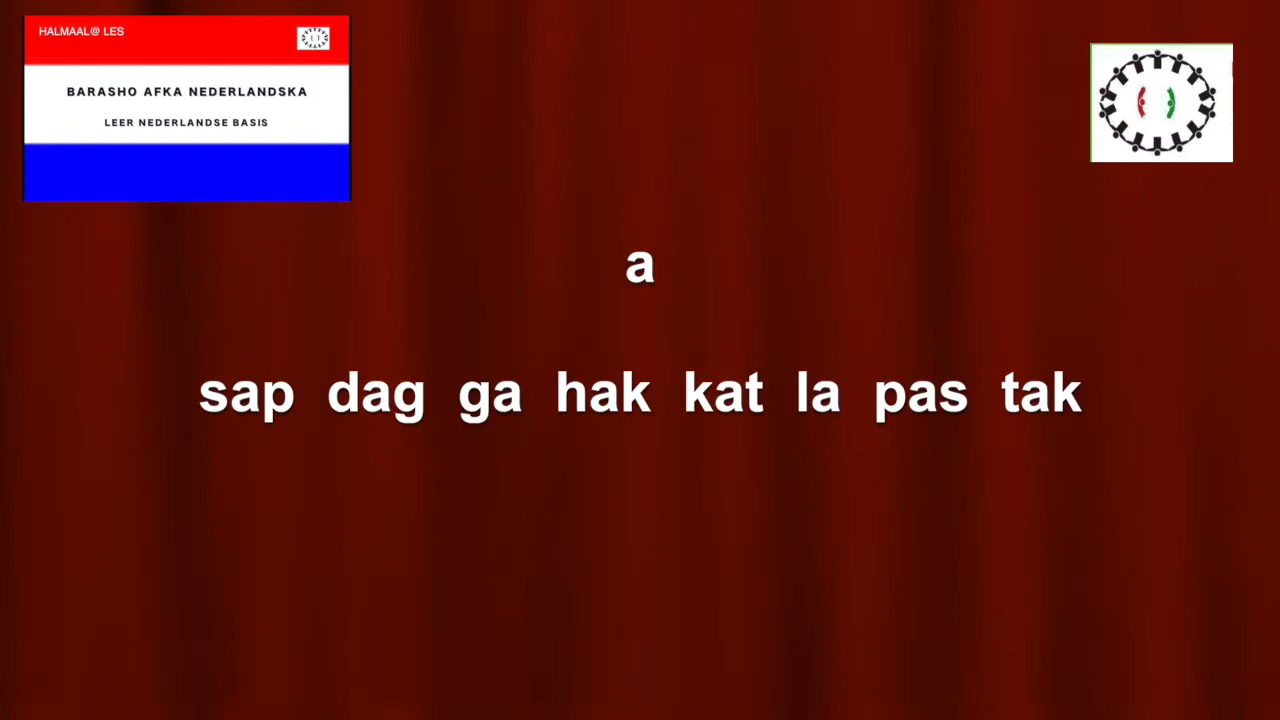 HALMAAL@ LES
BARASHO AFKA NEDERLANDSKA
LEER NEDERLANDSE BASIS
a
sap dag ga hak kat la pas tak